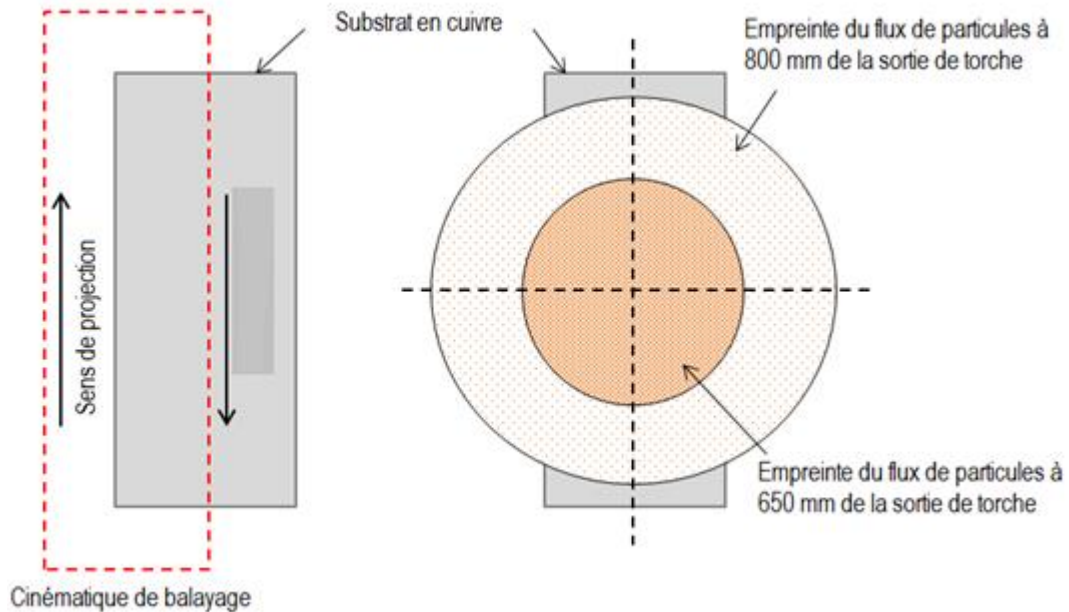 Substrat en cuivre
Empreinte du flux de particules à
800 mm de la sortie de torche
Sens de projection
Empreinte du flux de particules à
650 mm de la sortie de torche
Cinématique de balayage